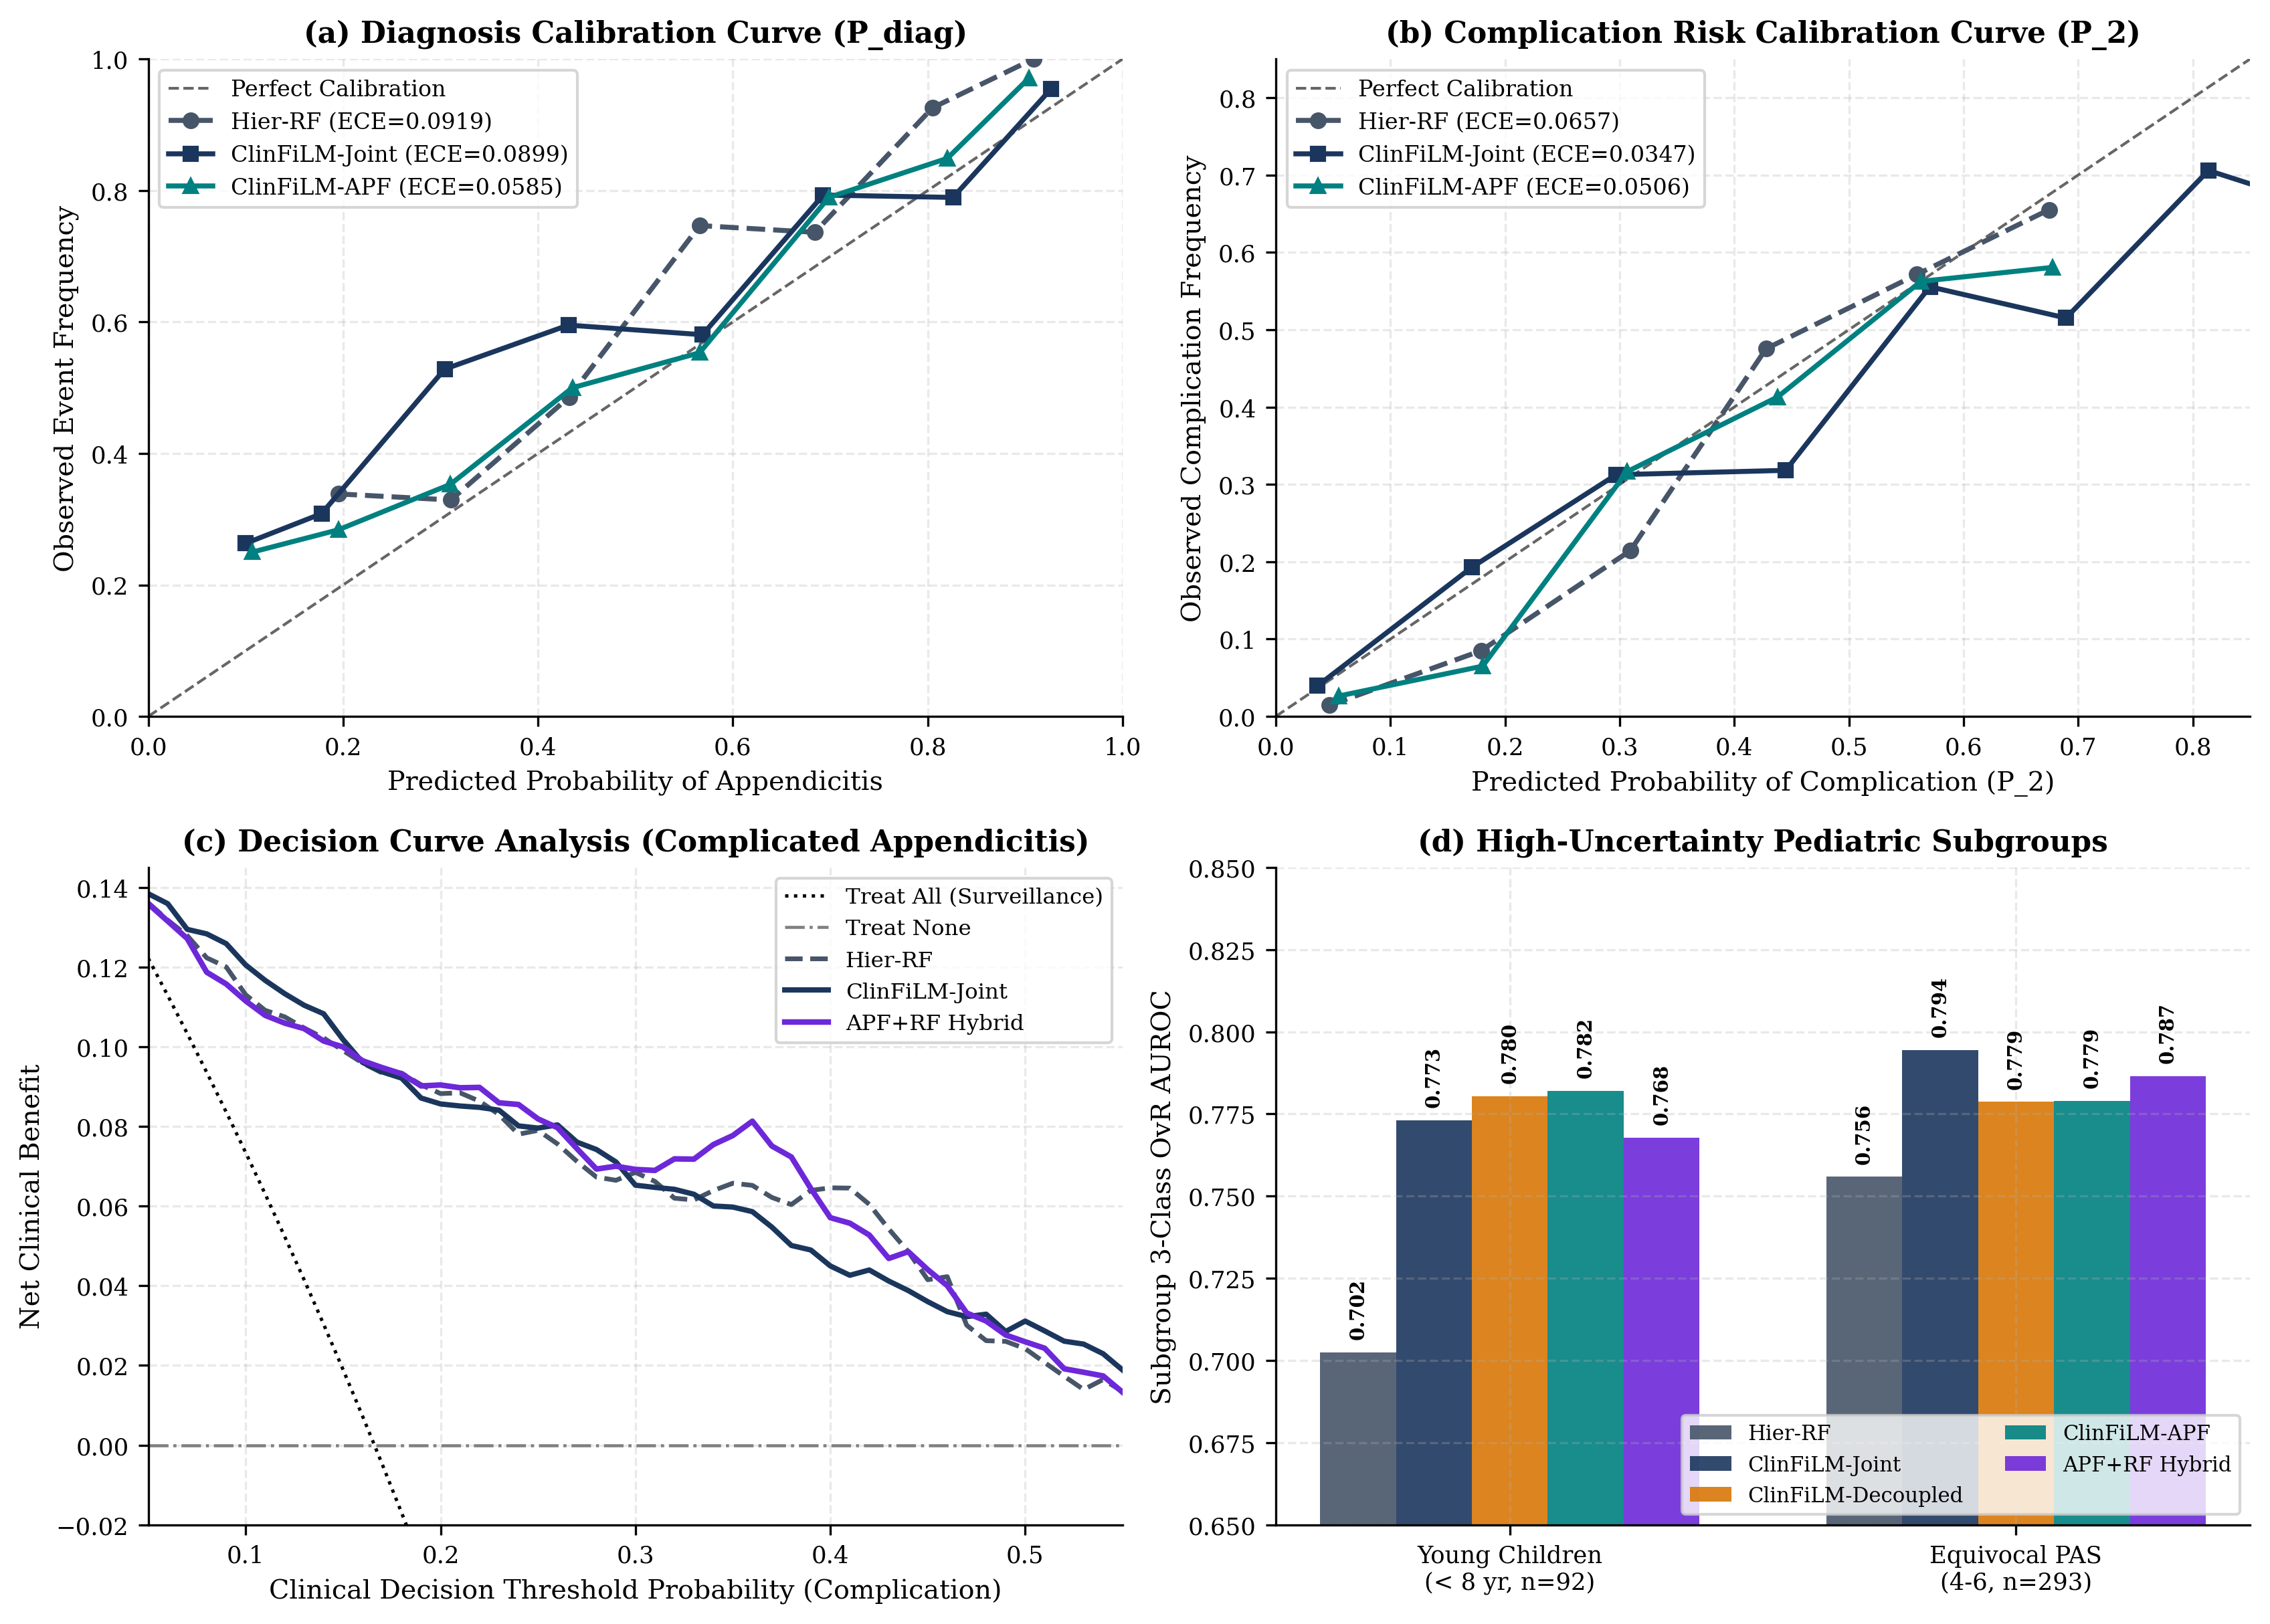 (a) Diagnosis Calibration Curve (P_diag)
Perfect Calibration
Hier-RF (ECE=0.0919)
ClinFiLM-Joint (ECE=0.0899)
ClinFiLM-APF (ECE=0.0585)
Observed Event Frequency
1.0
0.8
0.6
0.4
0.2
0.0
0.0 0.2 0.4 0.6 0.8 1.0
Predicted Probability of Appendicitis
(b) Complication Risk Calibration Curve (P_2)
Perfect Calibration
Hier-RF (ECE=0.0657)
ClinFiLM-Joint (ECE=0.0347)
ClinFiLM-APF (ECE=0.0506)
Observed Complication Frequency
0.8
0.7
0.6
0.5
0.4
0.3
0.2
0.1
0.0
0.0 0.1 0.2 0.3 0.4 0.5 0.6 0.7 0.8
Predicted Probability of Complication (P_2)
(c) Decision Curve Analysis (Complicated Appendicitis)
Treat All (Surveillance)
Treat None
Hier-RF
ClinFiLM-Joint
APF+RF Hybrid
Net Clinical Benefit
0.14
0.12
0.10
0.08
0.06
0.04
0.02
0.00
−0.02
0.1 0.2 0.3 0.4 0.5
Clinical Decision Threshold Probability (Complication)
(d) High-Uncertainty Pediatric Subgroups
Subgroup 3-Class OvR AUROC
0.850
0.825
0.800
0.775
0.750
0.725
0.700
0.675
0.650
0.702
0.773
0.780
0.782
0.768
0.756
0.794
0.779
0.779
0.787
Hier-RF
ClinFiLM-Joint
ClinFiLM-Decoupled
ClinFiLM-APF
APF+RF Hybrid
Young Children
(< 8 yr, n=92)
Equivocal PAS
(4-6, n=293)